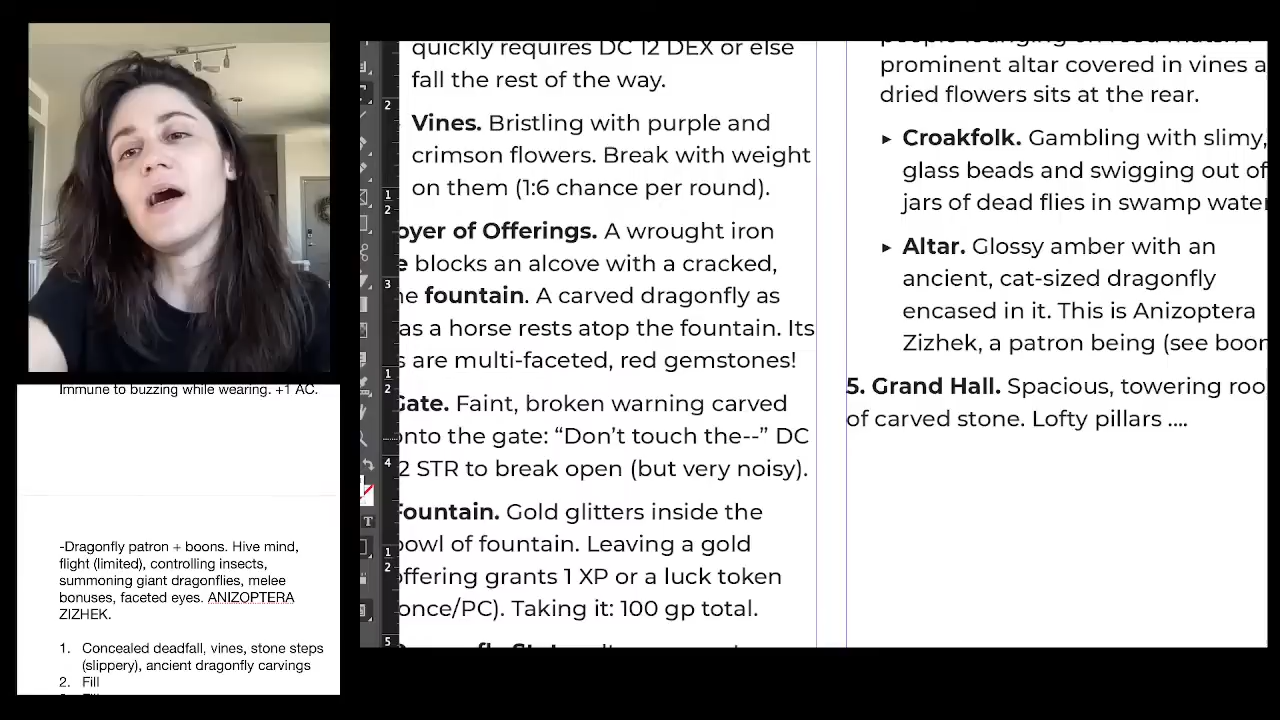 Immune to buzzing while wearing. +1 AC.
-Dragonfly patron + boons. Hive mind,
flight (limited), controlling insects,
summoning giant dragonflies, melee
bonuses, faceted eyes. ANIZOPTERA
ZIZHEK.
1. Concealed deadfall, vines, stone steps
(slippery), ancient dragonfly carvings
2. Fill
quickly requires DC 12 DEX or else
fall the rest of the way.
Vines. Bristling with purple and
crimson flowers. Break with weight
on them (1:6 chance per round).
oyer of Offerings. A wrought iron
e blocks an alcove with a cracked,
ne fountain. A carved dragonfly as
as a horse rests atop the fountain. Its
s are multi-faceted, red gemstones!
Gate. Faint, broken warning carved
onto the gate: “Don’t touch the--” DC
2 STR to break open (but very noisy).
Fountain. Gold glitters inside the
bowl of fountain. Leaving a gold
offering grants 1 XP or a luck token
once/PC). Taking it: 100 gp total.
prominent altar covered in vines a
dried flowers sits at the rear.
▸ Croakfolk. Gambling with slimy,
glass beads and swigging out of
jars of dead flies in swamp water
▸ Altar. Glossy amber with an
ancient, cat-sized dragonfly
encased in it. This is Anizoptera
Zizhek, a patron being (see boon
5. Grand Hall. Spacious, towering roo
of carved stone. Lofty pillars ....